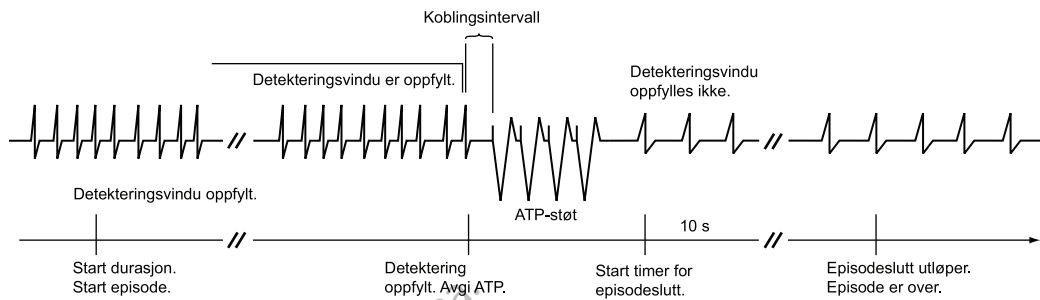 Koblingsintervall
Detekteringsvindu er oppfylt.
Detekteringsvindu
oppfylles ikke.
Detekteringsvindu oppfylt.
ATP-støt
10 s
Start durasjon.
Start episode.
Detektering
oppfylt. Avgi ATP.
Start timer for
episodeslutt.
Episodeslutt utløper.
Episode er over.